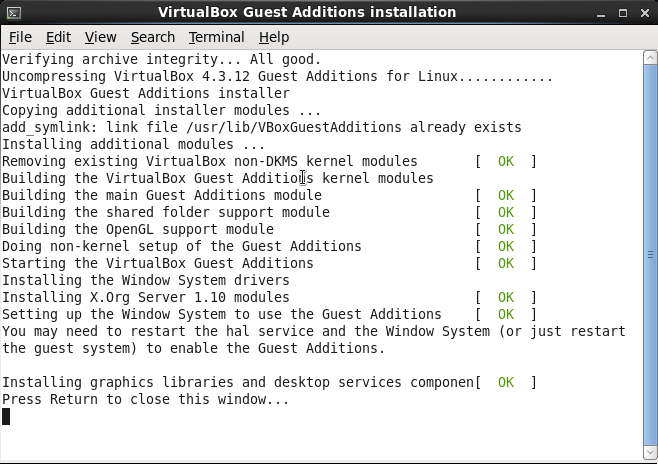 VirtualBox Guest Additions installation
File Edit View Search Terminal Help
Verifying archive integrity... All good.
Uncompressing VirtualBox 4.3.12 Guest Additions for Linux............
VirtualBox Guest Additions installer
Copying additional installer modules ...
add_symlink: link file /usr/lib/VBoxGuestAdditions already exists
Installing additional modules ...
Removing existing VirtualBox non-DKMS kernel modules       [  OK  ]
Building the VirtualBox Guest Additions kernel modules
Building the main Guest Additions module                   [  OK  ]
Building the shared folder support module                  [  OK  ]
Building the OpenGL support module                         [  OK  ]
Doing non-kernel setup of the Guest Additions              [  OK  ]
Starting the VirtualBox Guest Additions                    [  OK  ]
Installing the Window System drivers
Installing X.Org Server 1.10 modules                       [  OK  ]
Setting up the Window System to use the Guest Additions    [  OK  ]
You may need to restart the hal service and the Window System (or just restart
the guest system) to enable the Guest Additions.
Installing graphics libraries and desktop services componen[  OK  ]
Press Return to close this window...